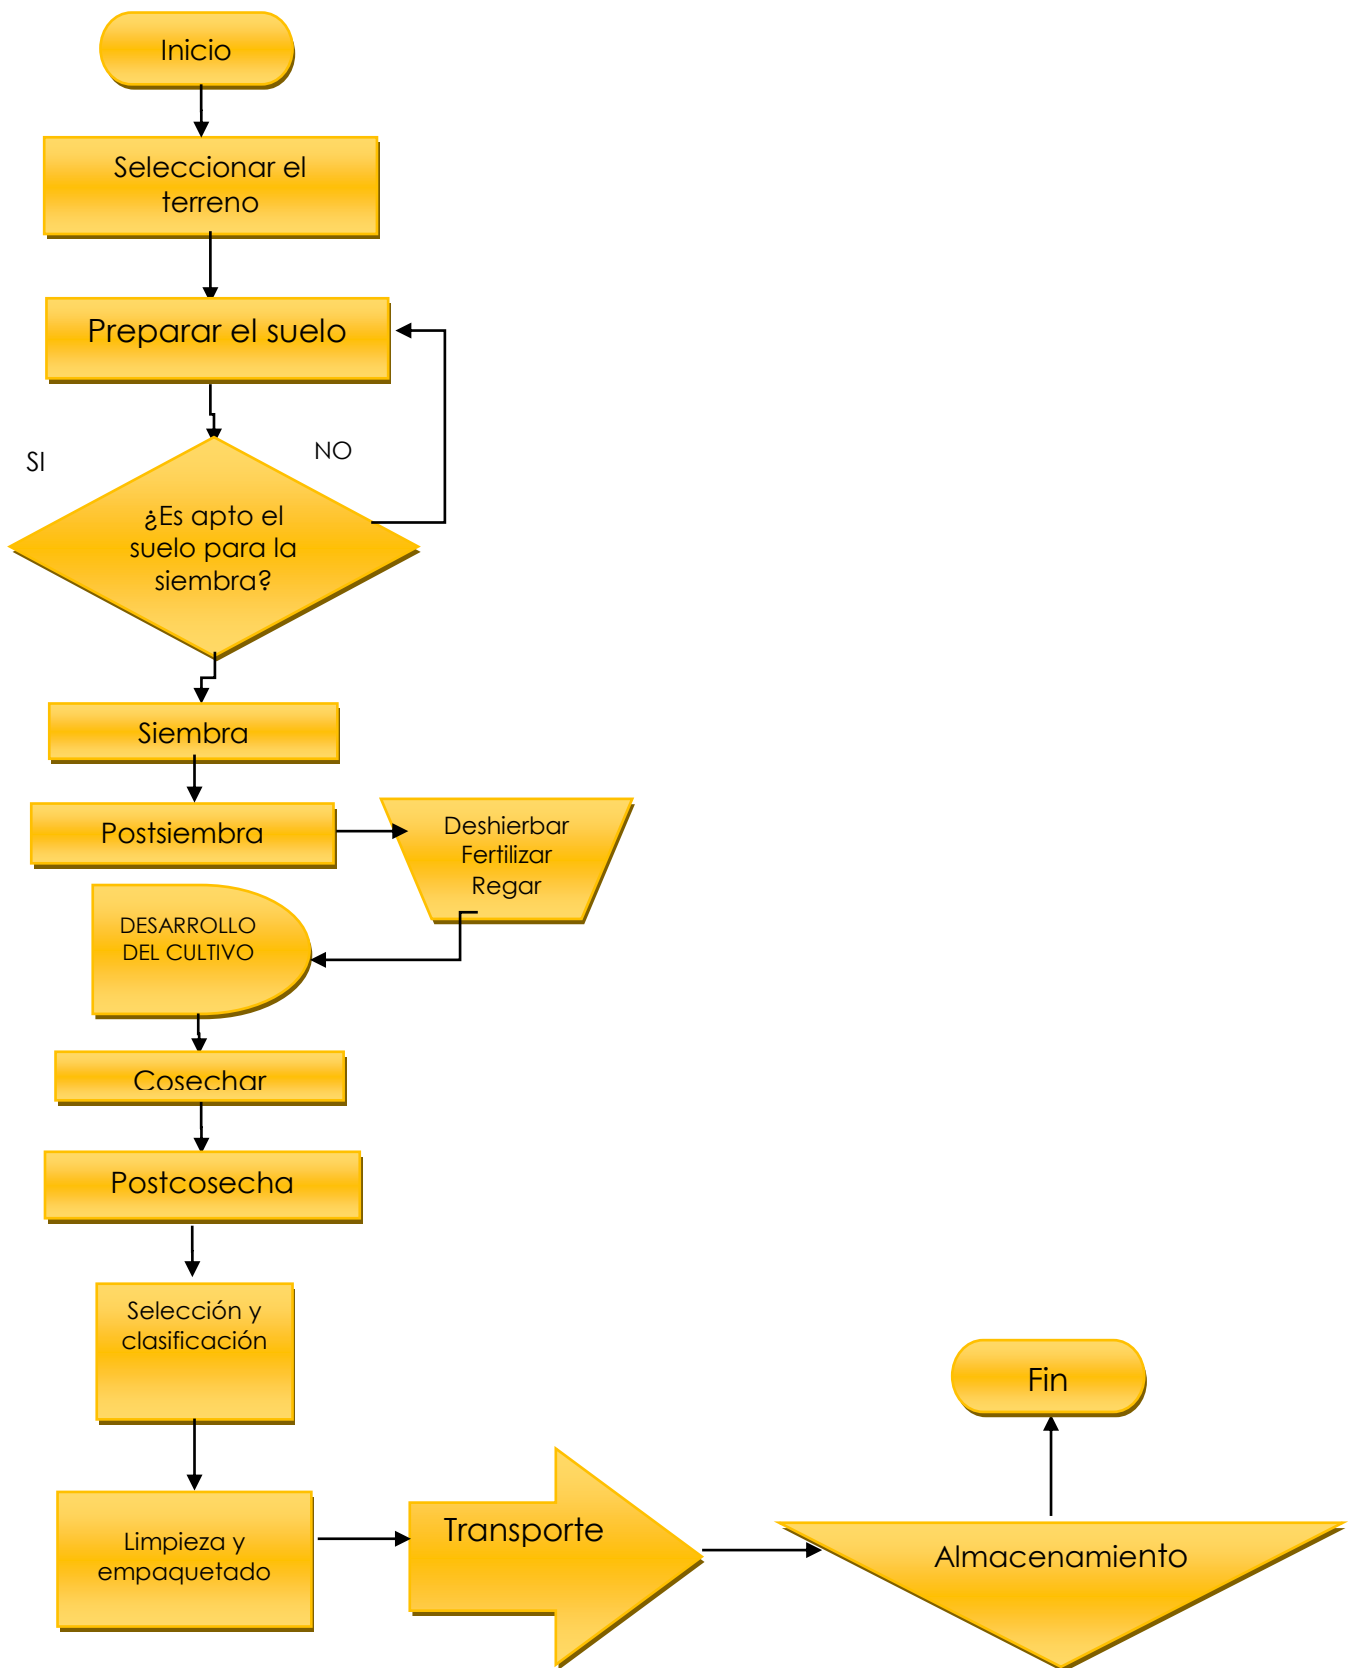 Inicio
Seleccionar el
terreno
Preparar el suelo
SI
NO
¿Es apto el
suelo para la
siembra?
Siembra
Postsiembra
Deshierbar
Fertilizar
Regar
DESARROLLO
DEL CULTIVO
Cosechar
Postcosecha
Selección y
clasificación
Limpieza y
empaquetado
Transporte
Almacenamiento
Fin